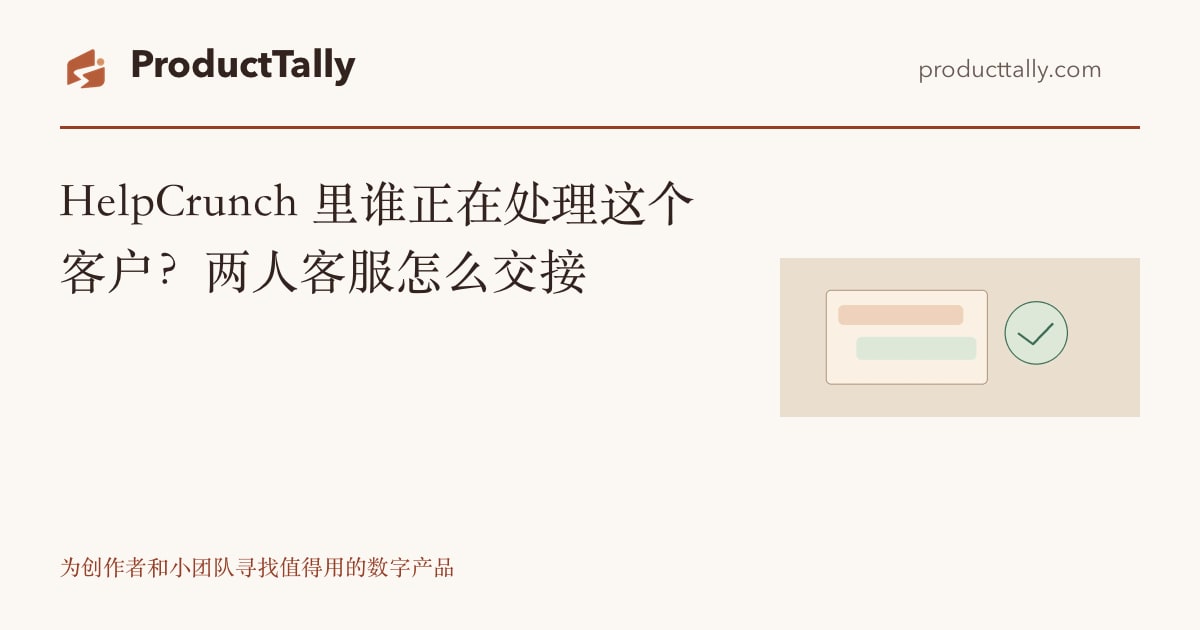 ProductTally
producttally.com
HelpCrunch 里谁正在处理这个
客户？两人客服怎么交接
为创作者和小团队寻找值得用的数字产品